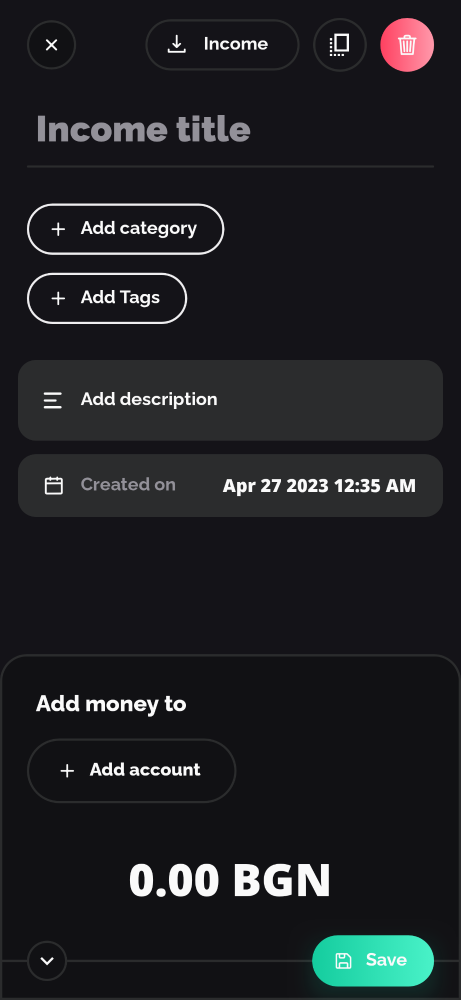 Income
Income title
Add category
Add Tags
Add description
Created on Apr 27 2023 12:35 AM
Add money to
Add account
0.00 BGN
Save